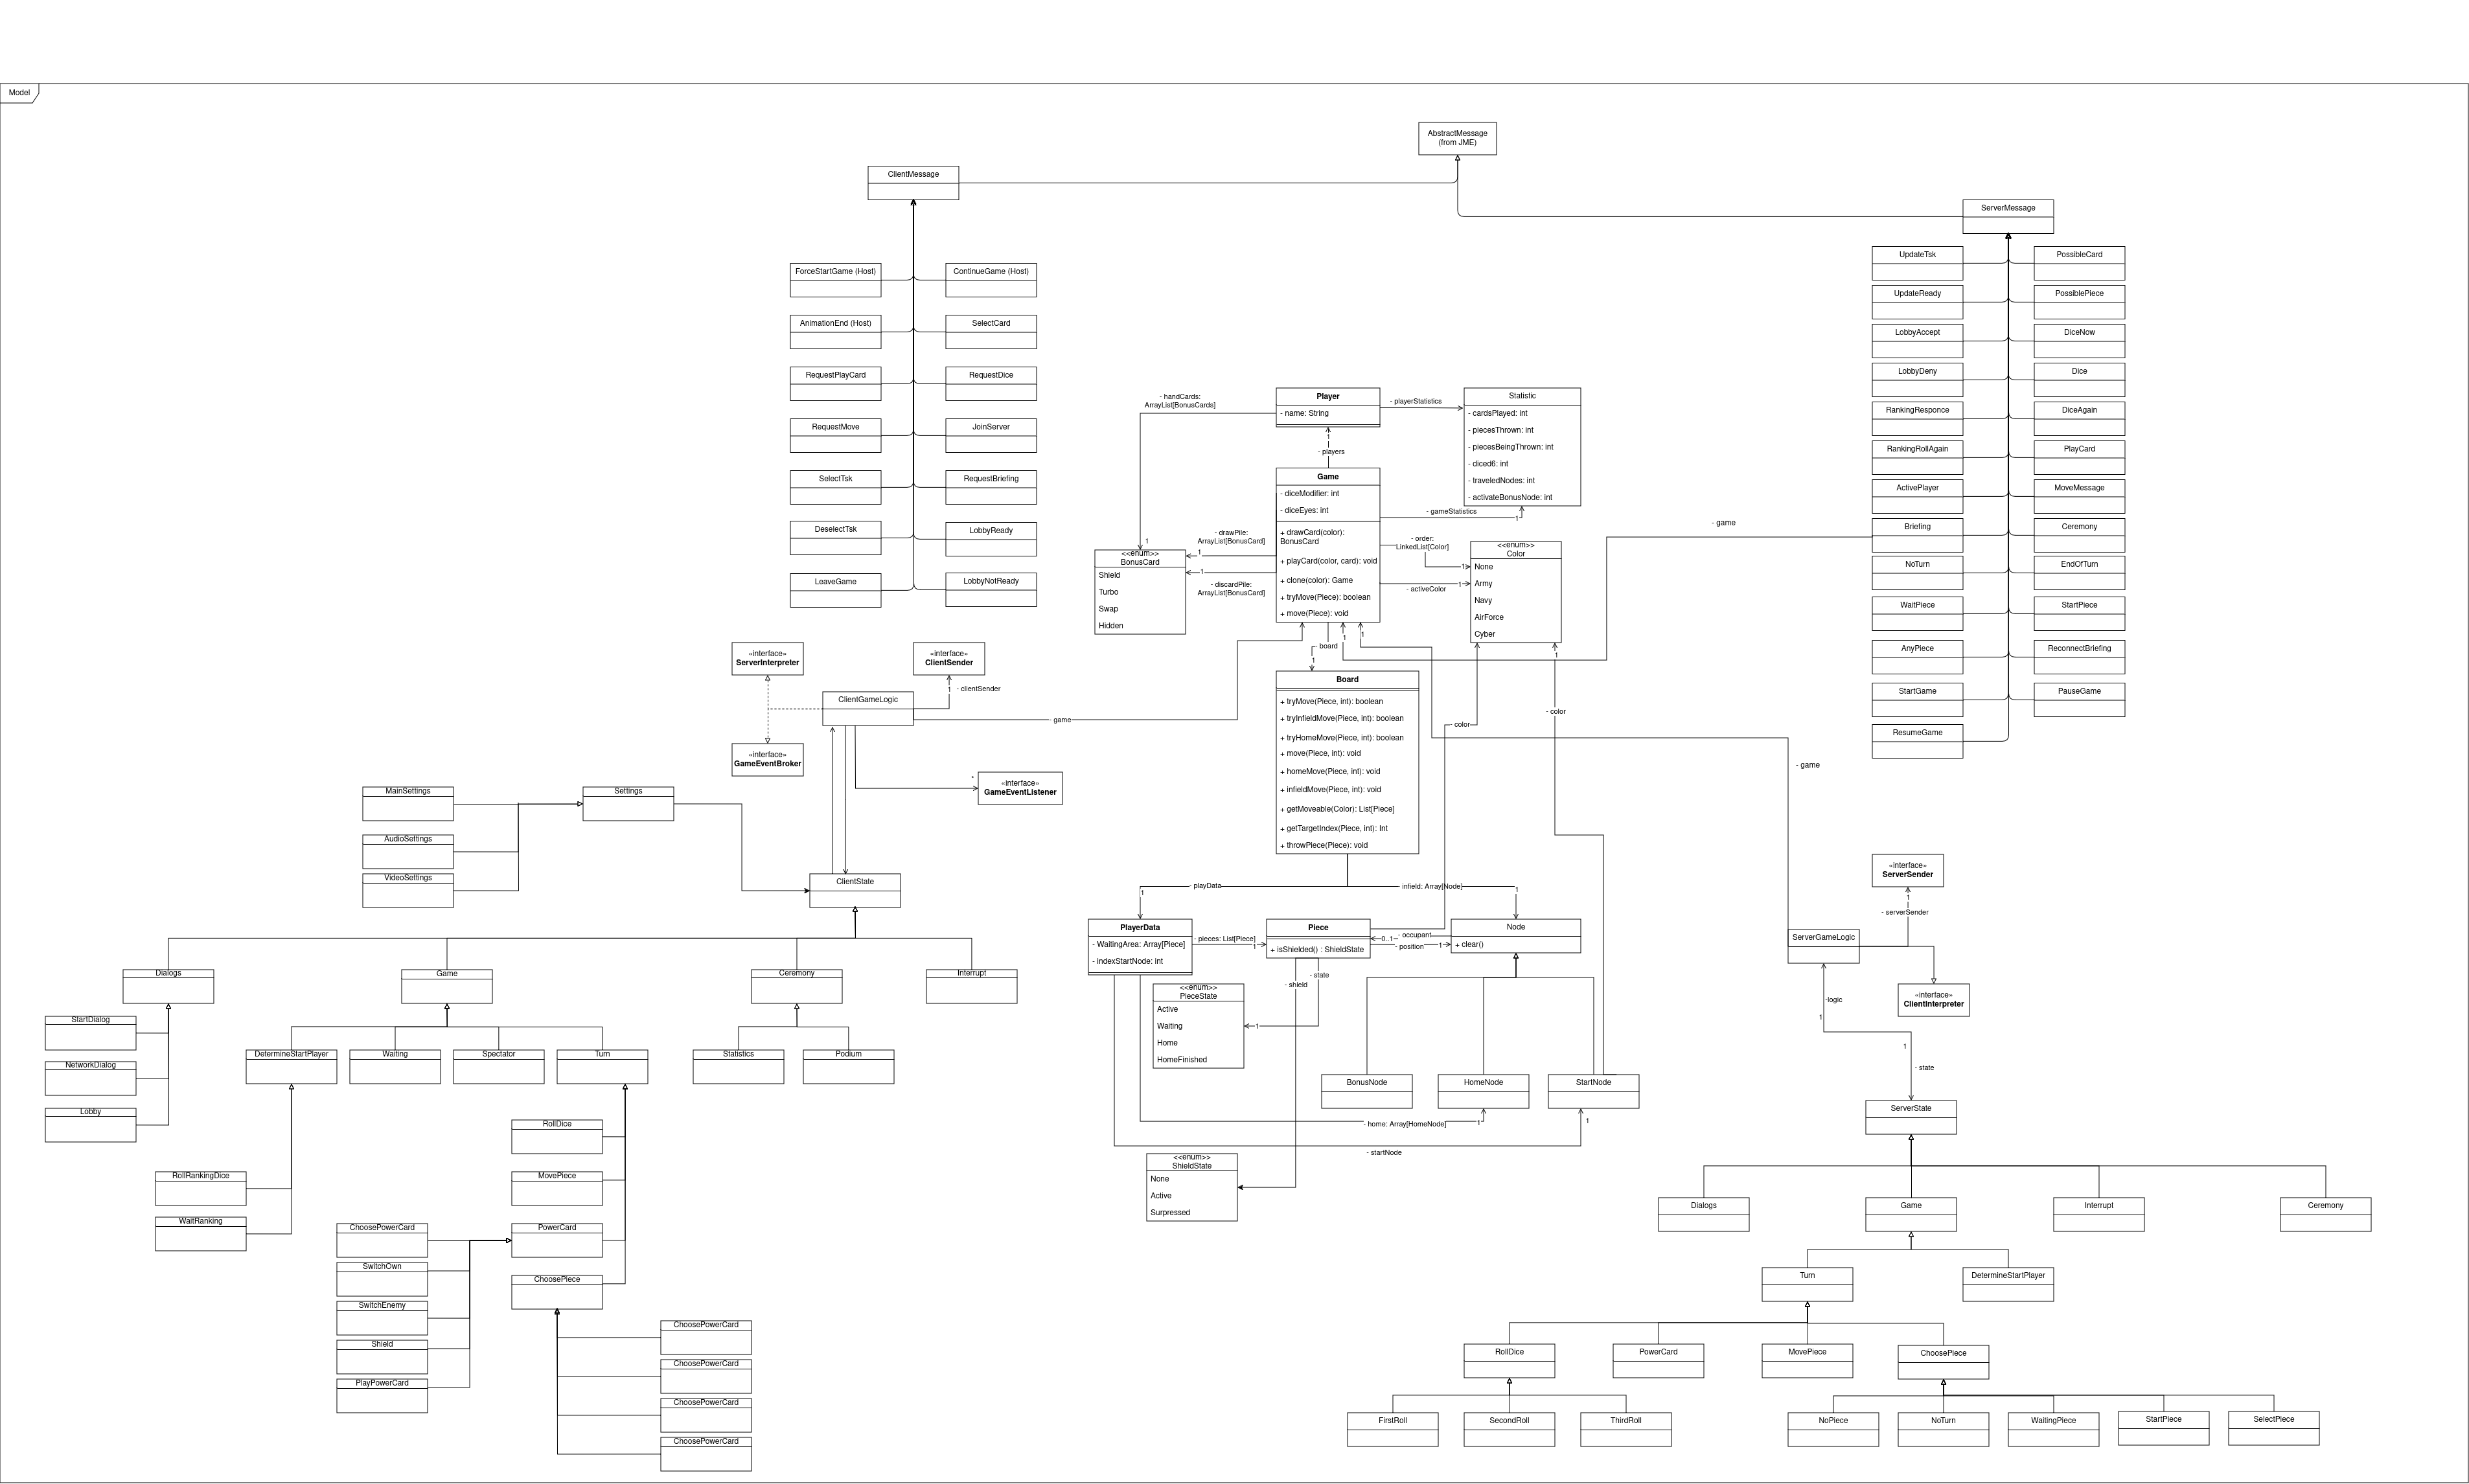 Model
AbstractMessage
(from JME)
ClientMessage
ServerMessage
ForceStartGame (Host)
ContinueGame (Host)
AnimationEnd (Host)
SelectCard
RequestPlayCard
RequestDice
RequestMove
JoinServer
SelectTsk
RequestBriefing
DeselectTsk
LobbyReady
LeaveGame
LobbyNotReady
UpdateTsk
PossibleCard
UpdateReady
PossiblePiece
LobbyAccept
DiceNow
LobbyDeny
Dice
RankingResponce
DiceAgain
RankingRollAgain
PlayCard
ActivePlayer
MoveMessage
Briefing
Ceremony
NoTurn
EndOfTurn
WaitPiece
StartPiece
AnyPiece
ReconnectBriefing
StartGame
PauseGame
ResumeGame
- handCards:
ArrayList[BonusCards]
1
Player
- name: String
- playerStatistics
Statistic
- cardsPlayed: int
- piecesThrown: int
- piecesBeingThrown: int
- diced6: int
- traveledNodes: int
- activateBonusNode: int
1
- players
Game
- diceModifier: int
- diceEyes: int
+ drawCard(color):
BonusCard
+ playCard(color, card): void
+ clone(color): Game
+ tryMove(Piece): boolean
+ move(Piece): void
- gameStatistics
1
- drawPile:
ArrayList[BonusCard]
1
1
- discardPile:
ArrayList[BonusCard]
<<enum>>
BonusCard
Shield
Turbo
Swap
Hidden
- order:
LinkedList[Color]
1
- activeColor
1
<<enum>>
Color
None
Army
Navy
AirForce
Cyber
- game
1
1
1
- board
1
- color
- color
- game
- game
«interface»
ServerInterpreter
«interface»
ClientSender
1
- clientSender
ClientGameLogic
«interface»
GameEventBroker
*
«interface»
GameEventListener
Board
+ tryMove(Piece, int): boolean
+ tryInfieldMove(Piece, int): boolean
+ tryHomeMove(Piece, int): boolean
+ move(Piece, int): void
+ homeMove(Piece, int): void
+ infieldMove(Piece, int): void
+ getMoveable(Color): List[Piece]
+ getTargetIndex(Piece, int): Int
+ throwPiece(Piece): void
- playData
1
infield: Array[Node]
1
MainSettings
Settings
AudioSettings
VideoSettings
ClientState
PlayerData
- WaitingArea: Array[Piece]
- indexStartNode: int
- pieces: List[Piece]
1
Piece
+ isShielded() : ShieldState
0..1
- occupant
- position
1
Node
+ clear()
- state
- shield
<<enum>>
PieceState
Active
Waiting
Home
HomeFinished
1
BonusNode
HomeNode
StartNode
- home: Array[HomeNode]
1
1
- startNode
<<enum>>
ShieldState
None
Active
Surpressed
«interface»
ServerSender
1
- serverSender
ServerGameLogic
«interface»
ClientInterpreter
-logic
1
1
- state
ServerState
Dialogs
Game
Interrupt
Ceremony
Turn
DetermineStartPlayer
RollDice
PowerCard
MovePiece
ChoosePiece
FirstRoll
SecondRoll
ThirdRoll
NoPiece
NoTurn
WaitingPiece
StartPiece
SelectPiece
Dialogs
Game
Ceremony
Interrupt
StartDialog
NetworkDialog
Lobby
DetermineStartPlayer
Waiting
Spectator
Turn
Statistics
Podium
RollRankingDice
WaitRanking
RollDice
MovePiece
PowerCard
ChoosePiece
ChoosePowerCard
SwitchOwn
SwitchEnemy
Shield
PlayPowerCard
ChoosePowerCard
ChoosePowerCard
ChoosePowerCard
ChoosePowerCard